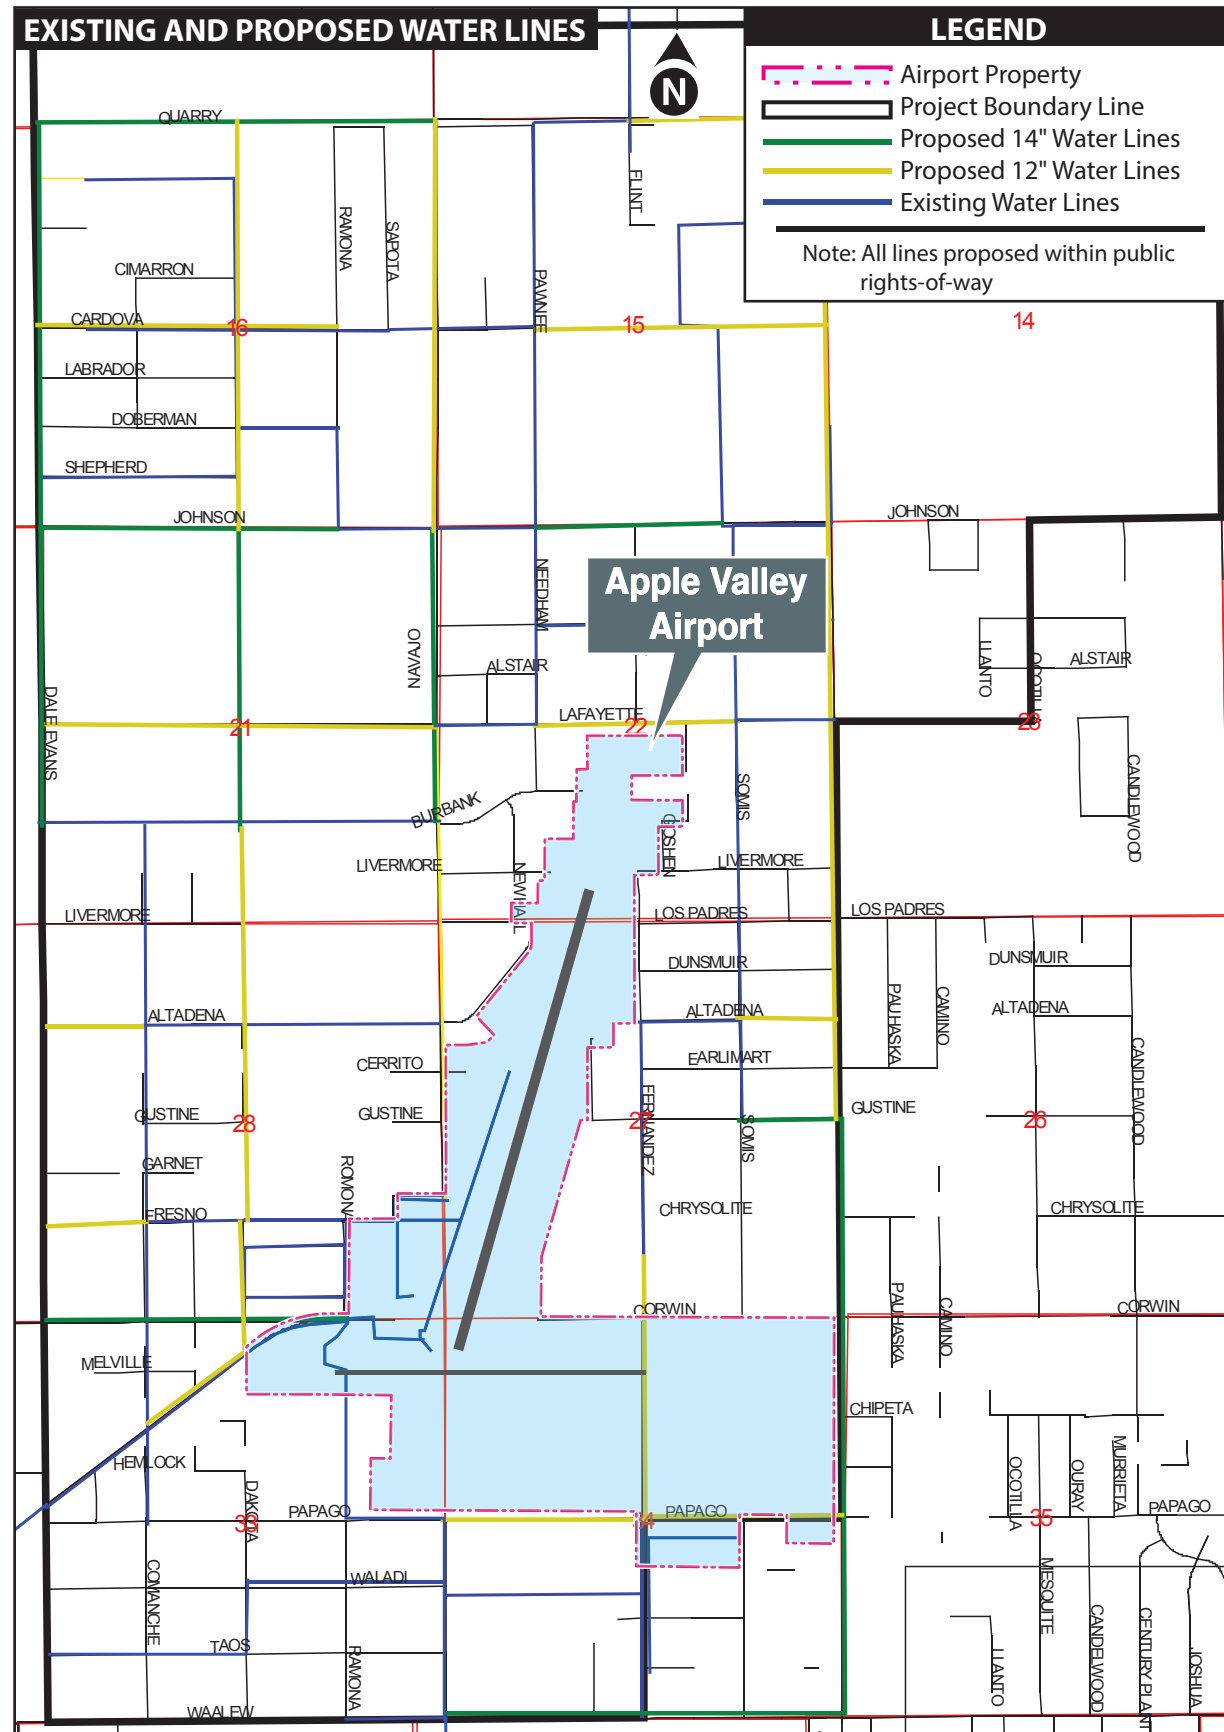 EXISTING AND PROPOSED WATER LINES
N
LEGEND
Airport Property
Project Boundary Line
Proposed 14" Water Lines
Proposed 12" Water Lines
Existing Water Lines
Note: All lines proposed within public
rights-of-way
QUARRY
FLINT
RAMONA
SAPOTA
CIMARRON
PAWNEE
CARDOVA
16
15
14
LABRADOR
DOBERMAN
SHEPHERD
JOHNSON
JOHNSON
Apple Valley
Airport
NEEDHAM
NAVAJO
ALSTAIR
LLANTO
OCOTILLA
ALSTAIR
DALE EVANS
LAFAYETTE
21
22
23
SOMIS
CANDLEWOOD
BURBANK
GOSHEN
LIVERMORE
LIVERMORE
NEWHALL
LIVERMORE
LOS PADRES
LOS PADRES
DUNSMUIR
DUNSMUIR
PAUHASKA
CAMINO
ALTADENA
ALTADENA
ALTADENA
CERRITO
EARLIMART
CANDLEWOOD
GUSTINE
GUSTINE
FERNANDEZ
SOMIS
GUSTINE
28
27
26
GARNET
ROMONA
FRESNO
CHRYSOLITE
CHRYSOLITE
PAUHASKA
CAMINO
CORWIN
CORWIN
MELVILLE
CHIPETA
HEMLOCK
DAKOTA
OCOTILLA
OURAY
MURRIETA
PAPAGO
PAPAGO
PAPAGO
33
34
35
COMANCHE
WALADI
MESQUITE
CANDELWOOD
CENTURY PLANT
JOSHUA
TAOS
RAMONA
LLANTO
WAALEW